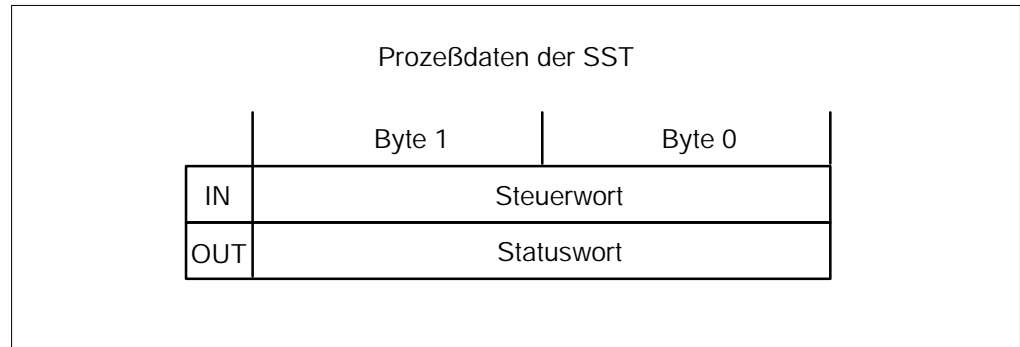 Prozeßdaten der SST
Byte 1 Byte 0
IN Steuerwort
OUT Statuswort